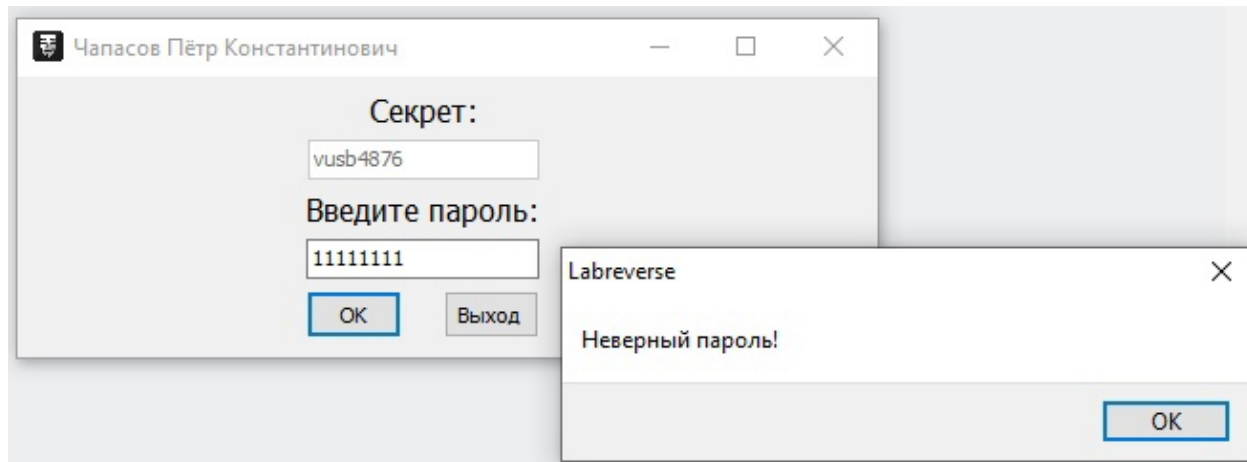 Чапасов Пётр Константинович
Секрет:
vusb4876
Введите пароль:
11111111
OK
Выход
Labreverse
Неверный пароль!
OK